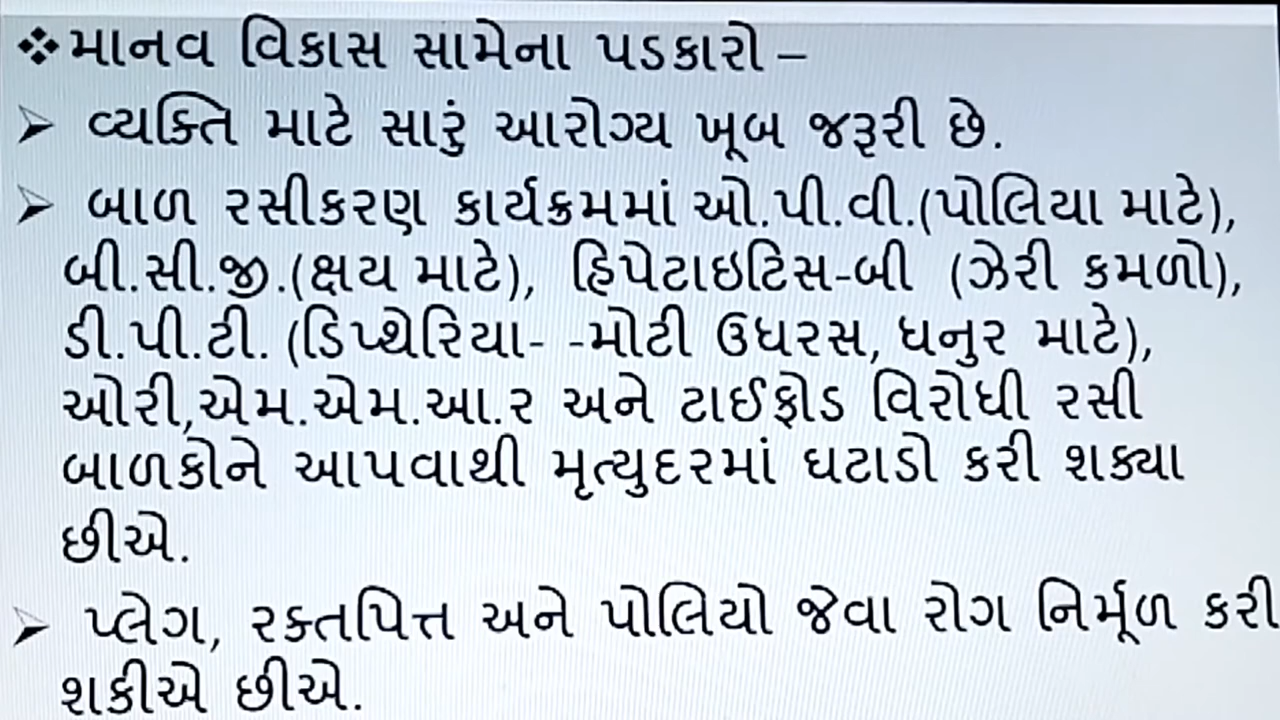 ❖માનવ વિકાસ સામેના પડકારો –
➢ વ્યક્તિ માટે સારું આરોગ્ય ખૂબ જરૂરી છે.
➢ બાળ રસીકરણ કાર્યક્રમમાં ઓ.પી.વી.(પોલિયા માટે),
બી.સી.જી.(ક્ષય માટે), હિપેટાઇટિસ-બી (ઝેરી કમળો),
ડી.પી.ટી. (ડિપ્થેરિયા- -મોટી ઉધરસ, ધનુર માટે),
ઓરી,એમ.એમ.આ.ર અને ટાઈફોડ વિરોધી રસી
બાળકોને આપવાથી મૃત્યુદરમાં ઘટાડો કરી શક્યા
છીએ.
➢ પ્લેગ, રક્તપિત્ત અને પોલિયો જેવા રોગ નિર્મૂળ કરી
શકીએ છીએ.